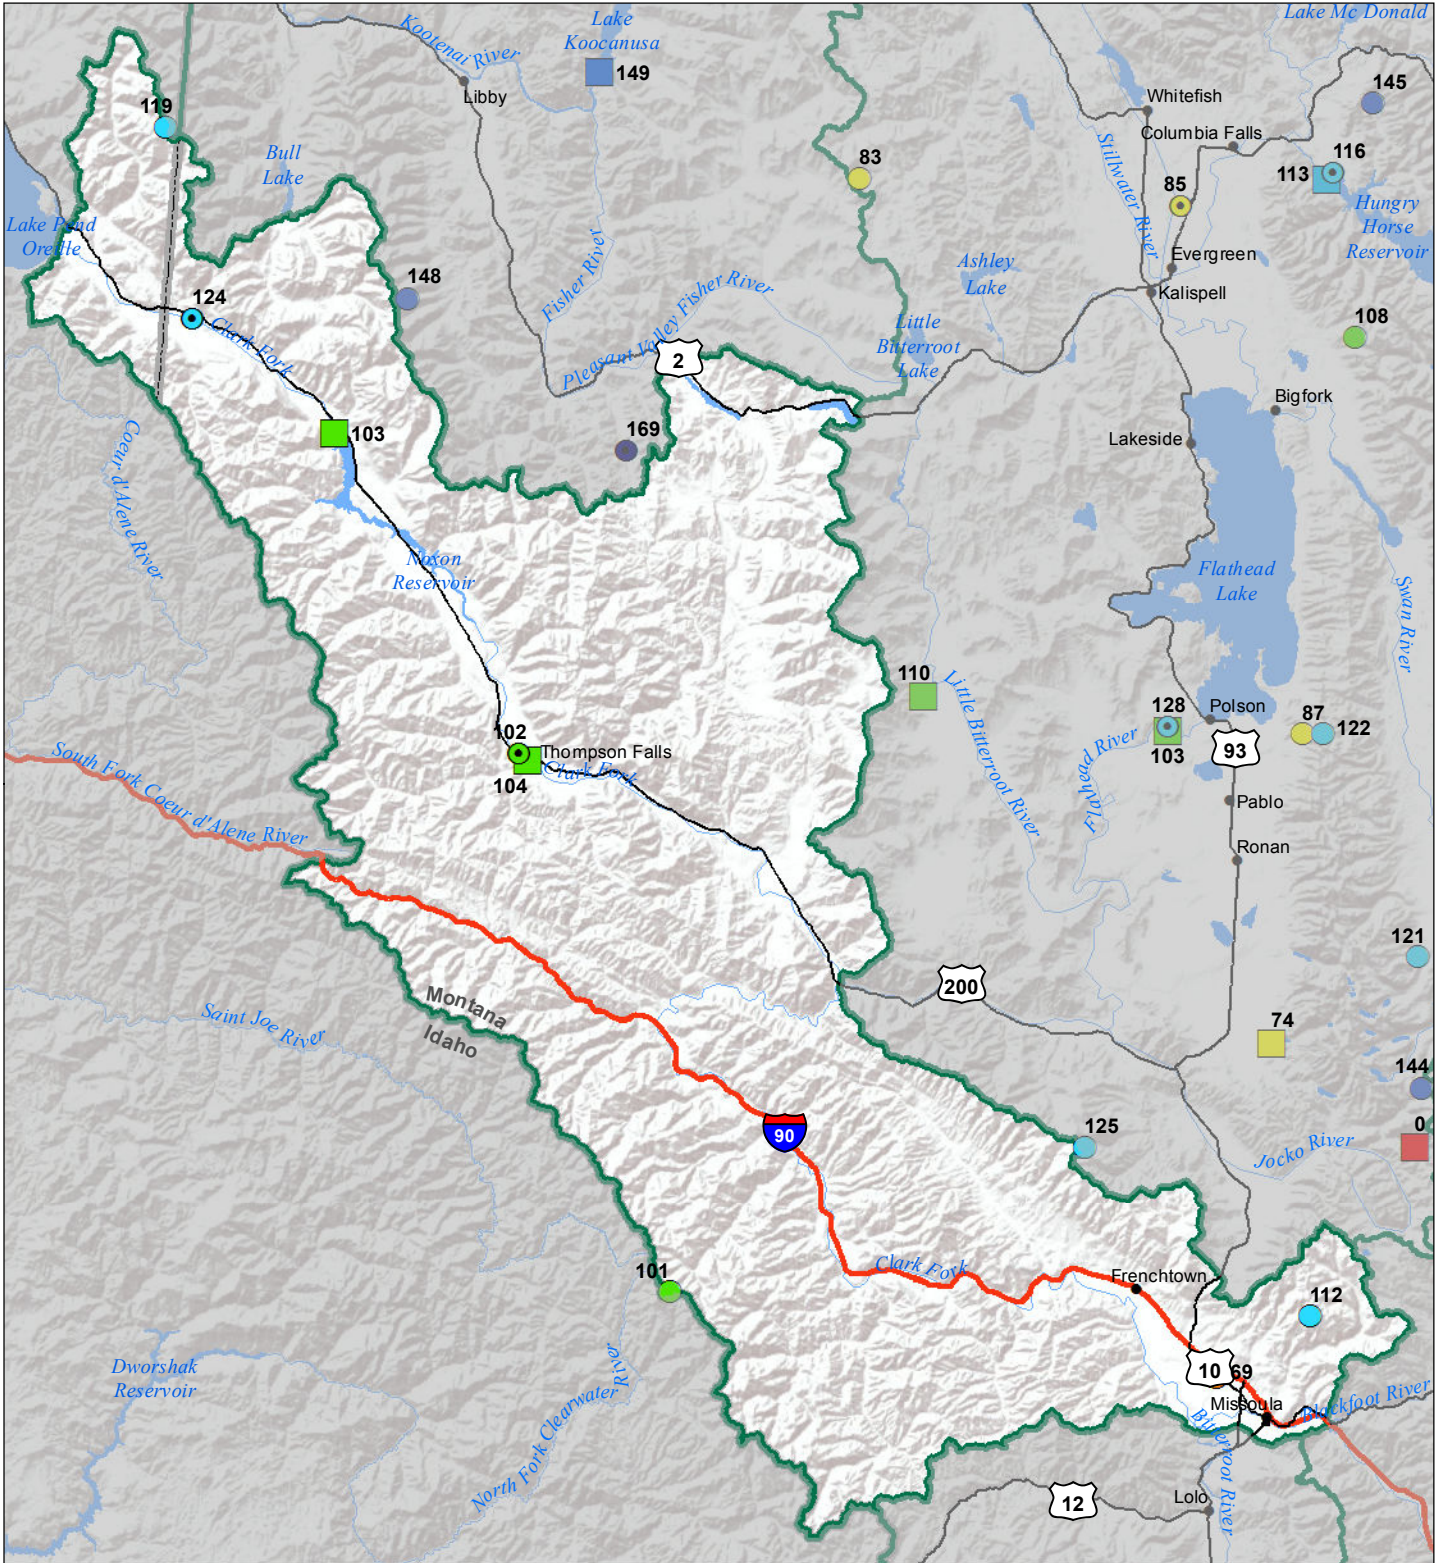 Lake Mc Donald
Kootenai River
Lake
Koocanusa
149
Libby
Whitefish
145
119
Columbia Falls
Bull
Lake
83
Stillwater River
116
113
85
Hungry
Horse
Reservoir
Lake Pend
Oreille
Fisher River
Ashley
Lake
Evergreen
148
Kalispell
124
Pleasant Valley Fisher River
Clark Fork
Little
Bitterroot
Lake
108
2
Bigfork
103
169
Lakeside
Coeur d'Alene River
Noxon
Reservoir
Flathead
Lake
Swan River
110
Little Bitterroot River
128
103
Polson
87
122
102
Thompson Falls
104
Clark Fork
93
Flathead River
South Fork Coeur d'Alene River
Pablo
Ronan
121
200
Montana
Idaho
Saint Joe River
74
144
0
90
125
Jocko River
Clark Fork
101
Frenchtown
112
Dworshak
Reservoir
10
69
Missoula
Blackfoot River
North Fork Clearwater River
Bitterroot River
12
Lolo